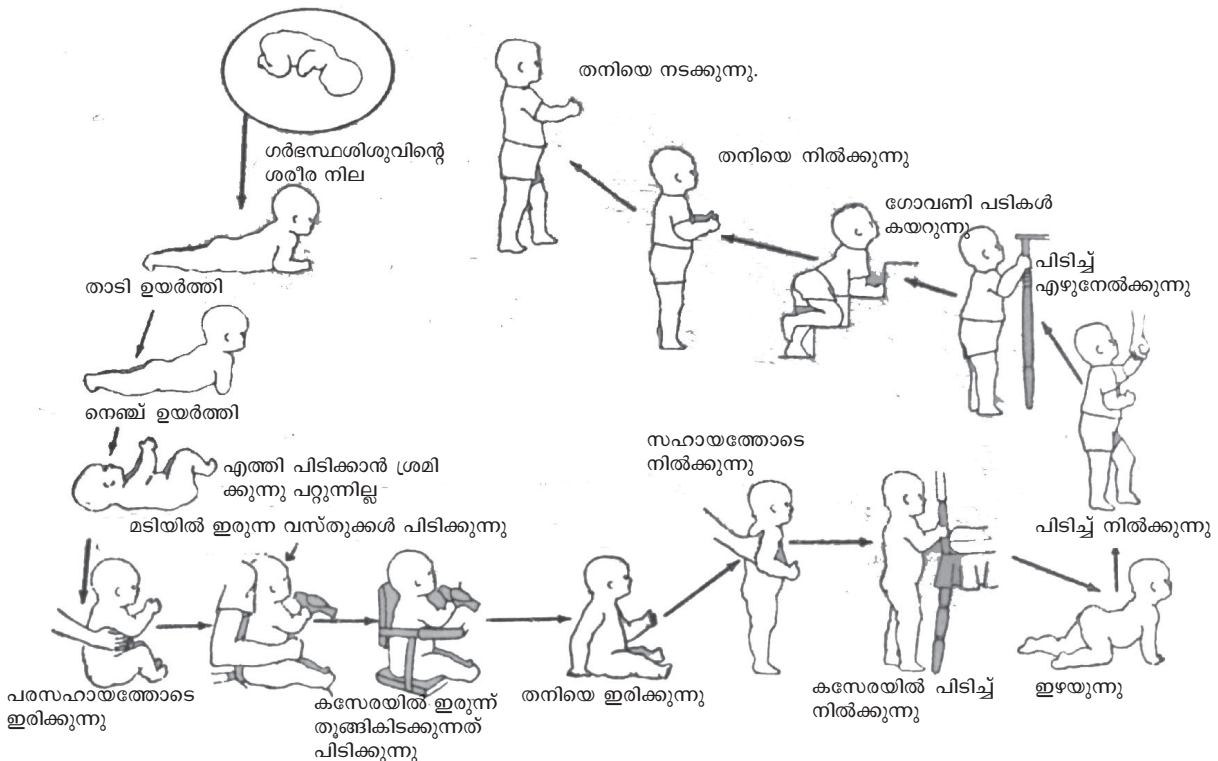 ഗർഭസ്ഥശിശുവിന്റെ
ശരീര നില
താടി ഉയർത്തി
നെഞ്ച് ഉയർത്തി
എത്തി പിടിക്കാൻ ശ്രമി
ക്കുന്നു പറ്റുന്നില്ല
പരസഹായത്തോടെ
ഇരിക്കുന്നു
മടിയിൽ ഇരുന്ന വസ്തുക്കൾ പിടിക്കുന്നു
കസേരയിൽ ഇരുന്ന്
തൂങ്ങികിടക്കുന്നത്
പിടിക്കുന്നു
തനിയെ ഇരിക്കുന്നു
സഹായത്തോടെ
നിൽക്കുന്നു
കസേരയിൽ പിടിച്ച്
നിൽക്കുന്നു
ഇഴയുന്നു
പിടിച്ച് നിൽക്കുന്നു
പിടിച്ച്
എഴുനേൽക്കുന്നു
ഗോവണി പടികൾ
കയറുന്നു
തനിയെ നിൽക്കുന്നു
തനിയെ നടക്കുന്നു.